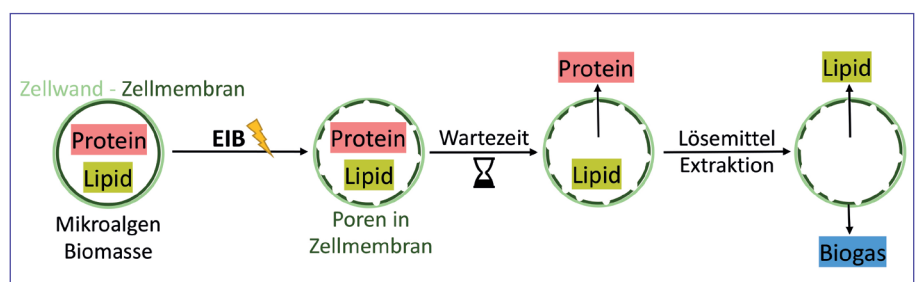 Zellwand - Zellmembran
Protein
Lipid
Mikroalgen
Biomasse
EIB
Protein
Lipid
Poren in
Zellmembran
Wartezeit
Protein
Lipid
Lösemittel
Extraktion
Lipid
Biogas